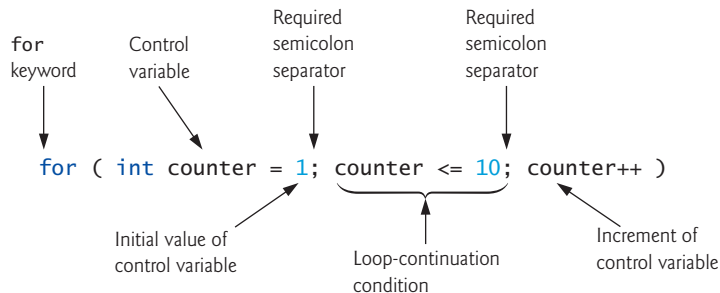 for
keyword
Control
variable
Required
semicolon
separator
Required
semicolon
separator
for ( int counter = 1; counter <= 10; counter++ )
Initial value of
control variable
Loop-continuation
condition
Increment of
control variable